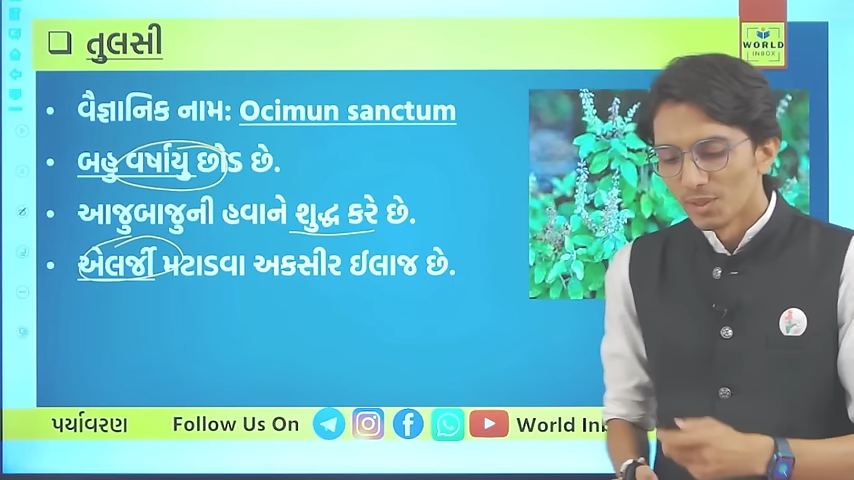 તુલસી
WORLD
INBOX
વૈજ્ઞાનિક નામ: Ocimun sanctum
બહુ વર્ષાયુ છોડ છે.
આજુબાજુની હવાને શુદ્ધ કરે છે.
એલર્જી મટાડવા અકસીર ઈલાજ છે.
પર્યાવરણ Follow Us On World